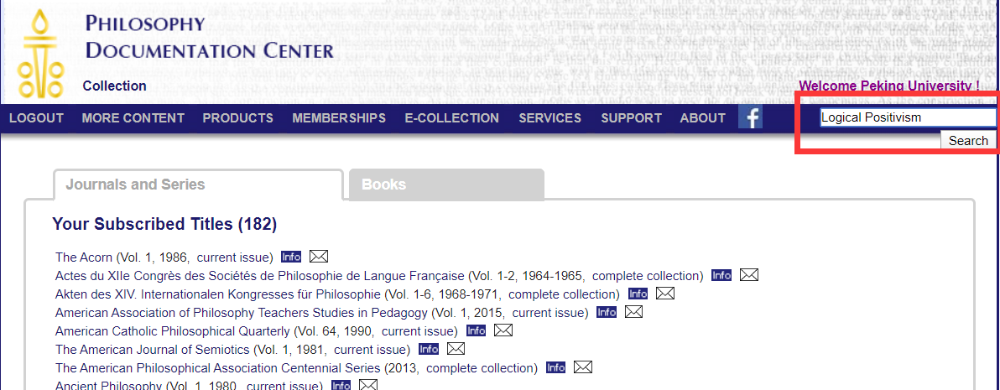 PHILOSOPHY
DOCUMENTATION CENTER
Collection
Welcome Peking University !
LOGOUT MORE CONTENT PRODUCTS MEMBERSHIPS E-COLLECTION SERVICES SUPPORT ABOUT f
Logical Positivism
Search
Journals and Series Books
Your Subscribed Titles (182)
The Acorn (Vol. 1, 1986, current issue) Info
Actes du XIIe Congrès des Sociétés de Philosophie de Langue Française (Vol. 1-2, 1964-1965, complete collection) Info
Akten des XIV. Internationalen Kongresses für Philosophie (Vol. 1-6, 1968-1971, complete collection) Info
American Association of Philosophy Teachers Studies in Pedagogy (Vol. 1, 2015, current issue) Info
American Catholic Philosophical Quarterly (Vol. 64, 1990, current issue) Info
The American Journal of Semiotics (Vol. 1, 1981, current issue) Info
The American Philosophical Association Centennial Series (2013, complete collection) Info
Ancient Philosophy (Vol. 1, 1980, current issue) Info